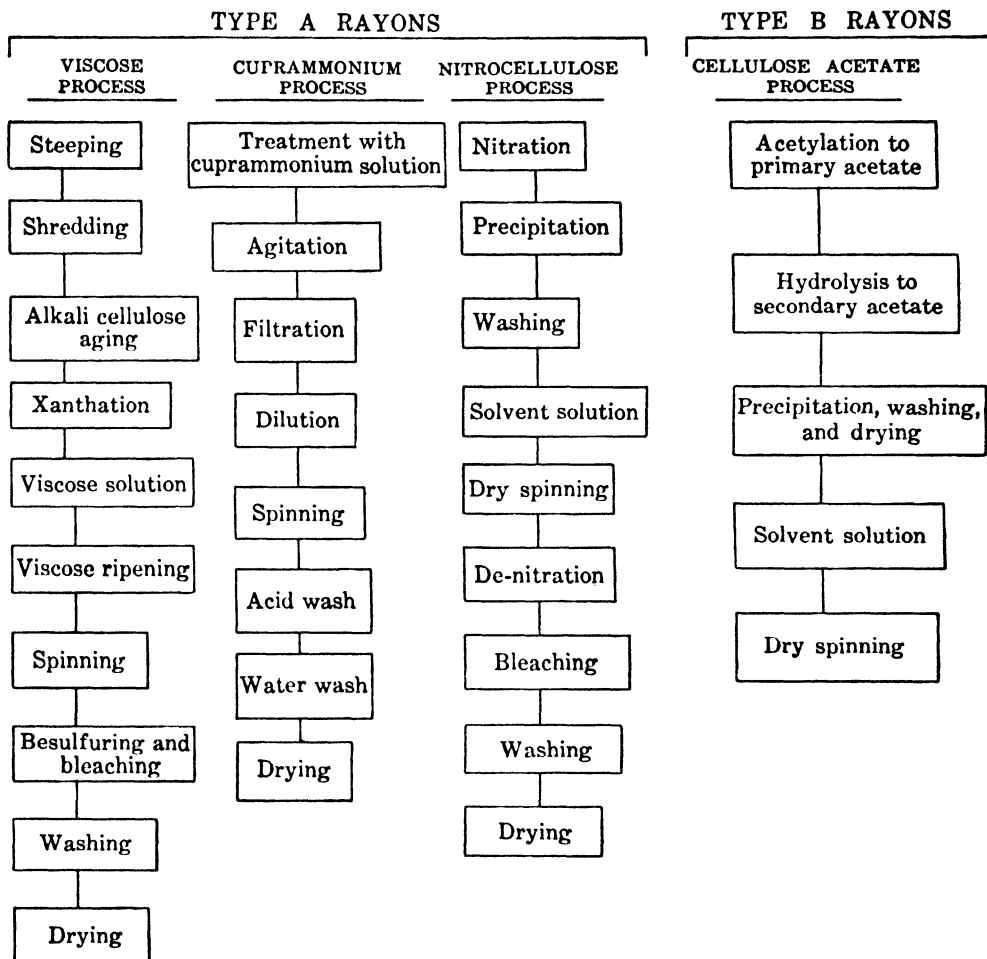 TYPE A RAYONS
VISCOSE
PROCESS
Steeping
Shredding
Alkali cellulose
aging
Xanthation
Viscose solution
Viscose ripening
Spinning
Besulfuring and
bleaching
Washing
Drying
CUPRAMMONIUM
PROCESS
Treatment with
cuprammonium solution
Agitation
Filtration
Dilution
Spinning
Acid wash
Water wash
Drying
NITROCELLULOSE
PROCESS
Nitration
Precipitation
Washing
Solvent solution
Dry spinning
De-nitration
Bleaching
Washing
Drying
TYPE B RAYONS
CELLULOSE ACETATE
PROCESS
Acetylation to
primary acetate
Hydrolysis to
secondary acetate
Precipitation, washing,
and drying
Solvent solution
Dry spinning